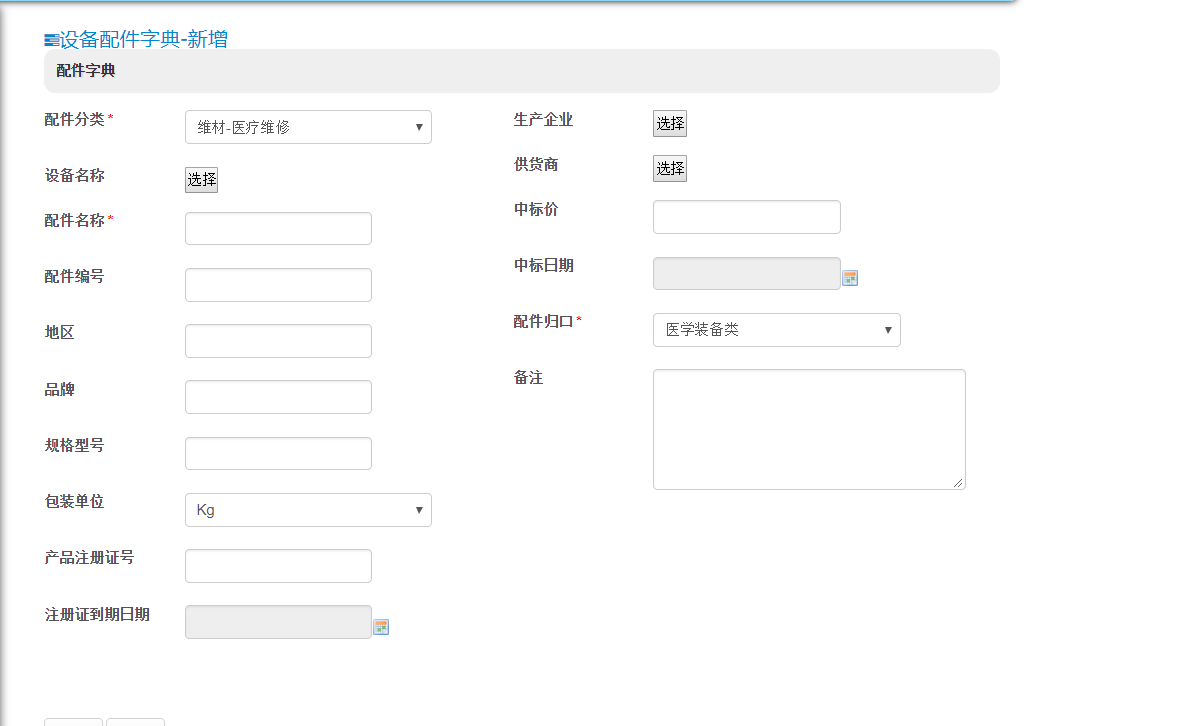 设备配件字典-新增
配件字典
配件分类*
维材-医疗维修
设备名称
选择
配件名称*
配件编号
地区
品牌
规格型号
包装单位
Kg
产品注册证号
注册证到期日期
生产企业
选择
供货商
选择
中标价
中标日期
配件归口*
医学装备类
备注